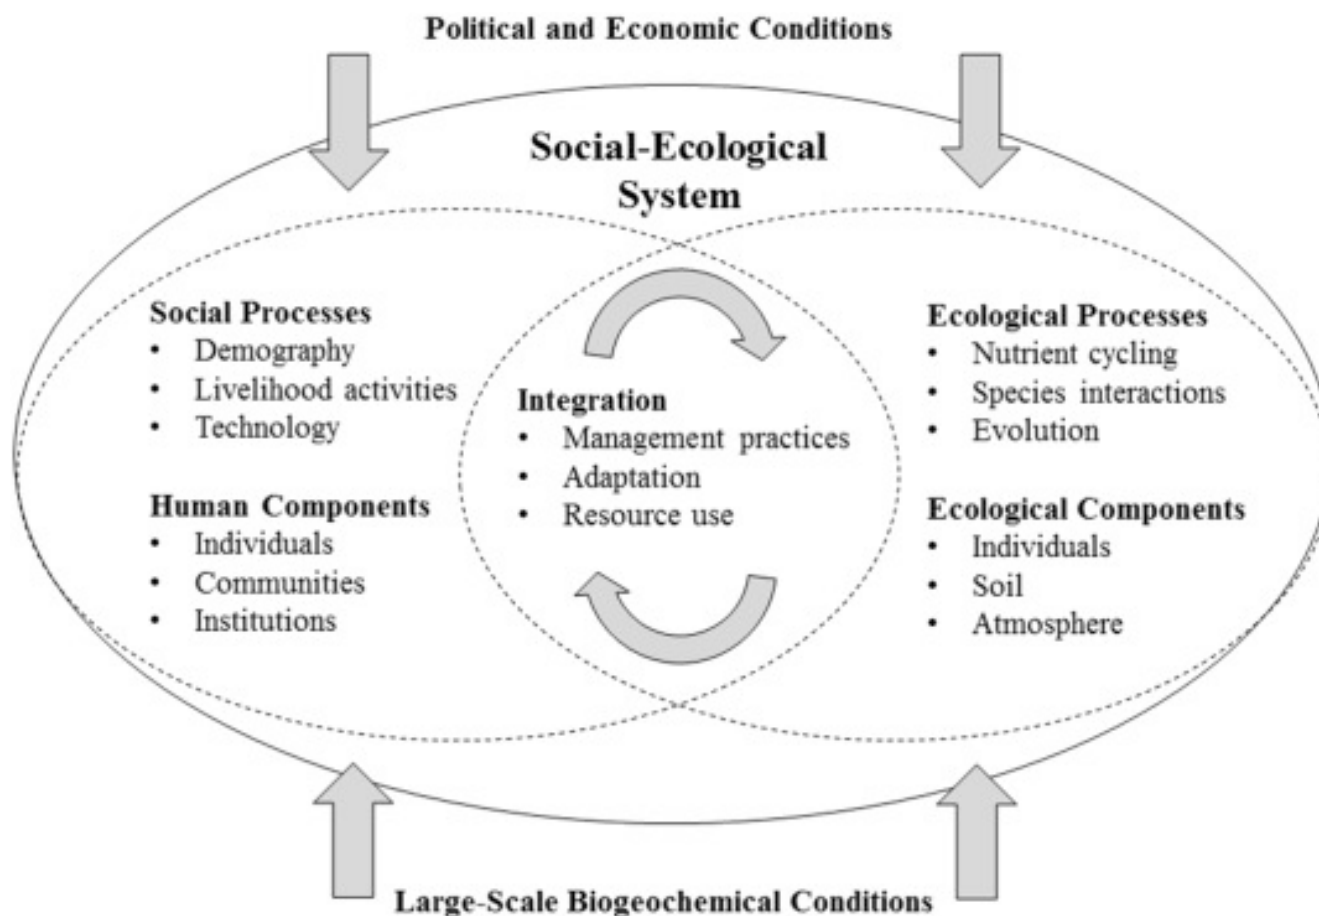 Political and Economic Conditions
Social-Ecological
System
Social Processes
• Demography
• Livelihood activities
• Technology
Human Components
• Individuals
• Communities
• Institutions
Integration
• Management practices
• Adaptation
• Resource use
Ecological Processes
• Nutrient cycling
• Species interactions
• Evolution
Ecological Components
• Individuals
• Soil
• Atmosphere
Large-Scale Biogeochemical Conditions